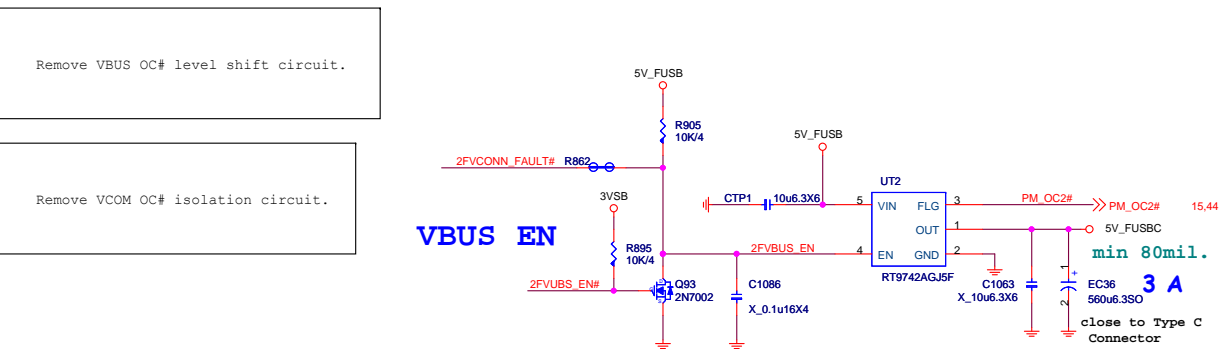 Remove VBUS OC# level shift circuit.
Remove VCOM OC# isolation circuit.
VBUS EN
5V_FUSB
R905
10K/4
2FVCONN_FAULT#
R862
3VSB
R895
10K/4
2FVUBS_EN#
Q93
2N7002
2FVBUS_EN
C1086
X_0.1u16X4
5V_FUSB
CTP1
10u6.3X6
UT2
5
VIN
FLG
3
PM_OC2#
PM_OC2#
15,44
OUT
1
5V_FUSBC
4
EN
GND
2
RT9742AGJ5F
min 80mil.
3 A
C1063
X_10u6.3X6
1
+
2
EC36
560u6.3SO
close to Type C
Connector